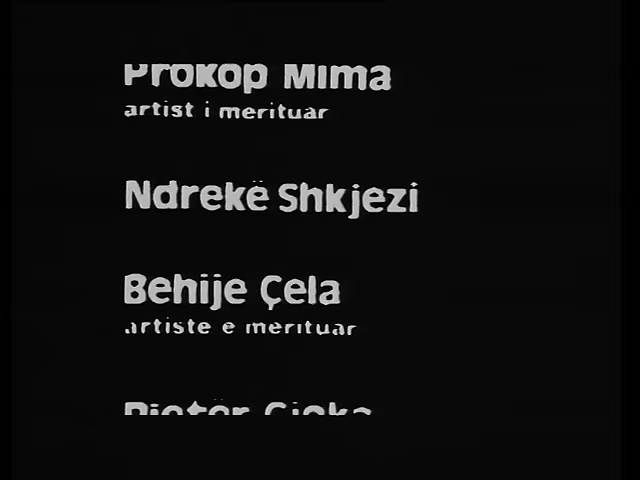 Prokop Mima
artist i merituar
Ndrekë Shkjezi
Behije Çela
artiste e merituar